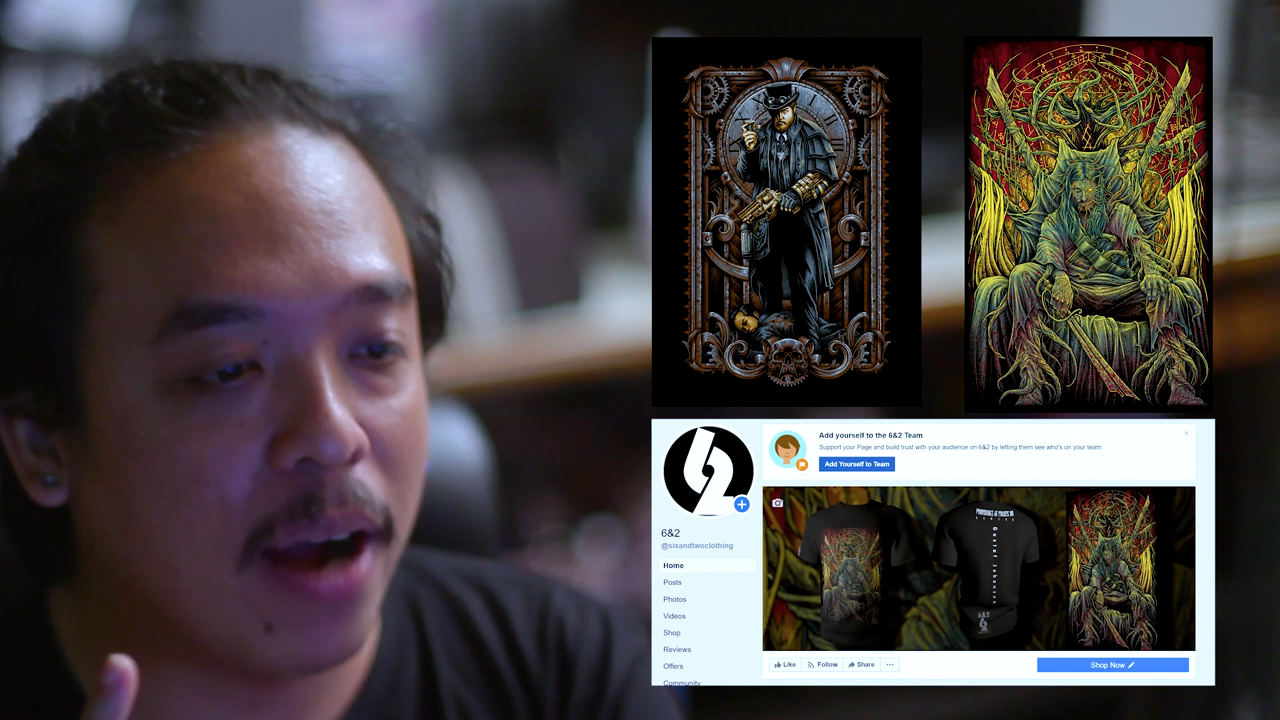 Add yourself to the 6&2 Team
Support your Page and build trust with your audience on 6&2 by letting them see who's on your team.
Add Yourself to Team
6&2
@sixandtwoclothing
Home
Posts
Photos
Videos
Shop
Reviews
Offers
Community
6&2
Like
Follow
Share
Shop Now